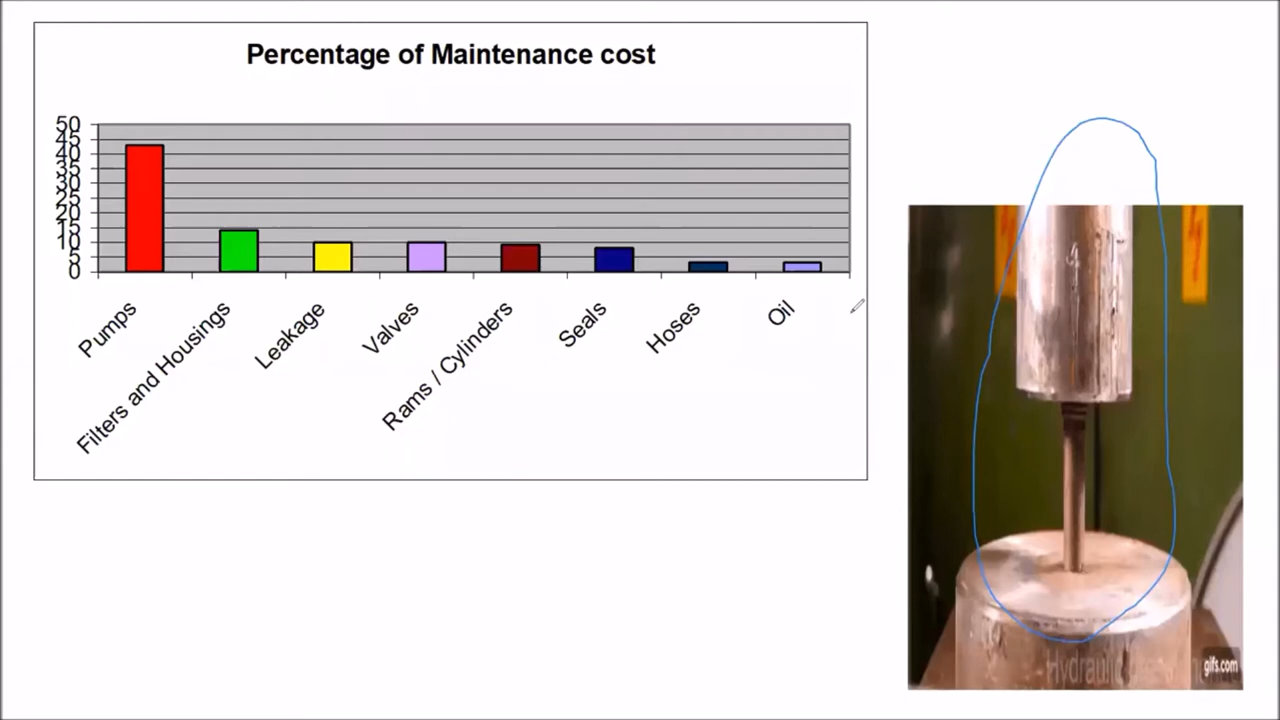 Percentage of Maintenance cost
50
45
40
35
30
25
20
15
10
5
0
Pumps
Filters and Housings
Leakage
Valves
Rams / Cylinders
Seals
Hoses
Oil
Hydraulic
gifs.com